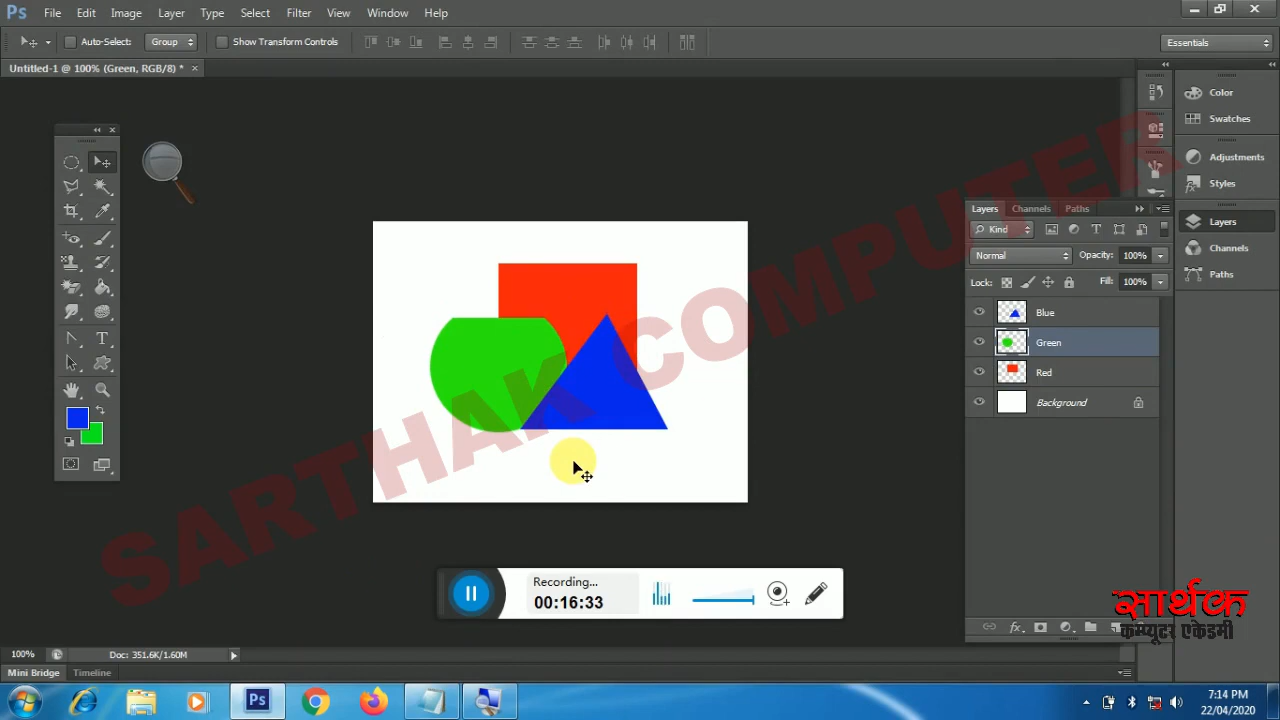 Ps File Edit Image Layer Type Select Filter View Window Help
Auto-Select: Group Show Transform Controls Essentials
Untitled-1 @ 100% (Green, RGB/8) * ×
Color
Swatches
Adjustments
Styles
Layers
Channels
Paths
Layers Channels Paths
Kind T
Normal Opacity: 100%
Lock: Fill: 100%
Blue
Green
Red
Background
T
fx
SARTHAK COMPUTER
Recording...
00:16:33
सार्थक
कम्प्यूटर एकेडमी
100% Doc: 351.6K/1.60M
Mini Bridge Timeline
Ps
7:14 PM
22/04/2020